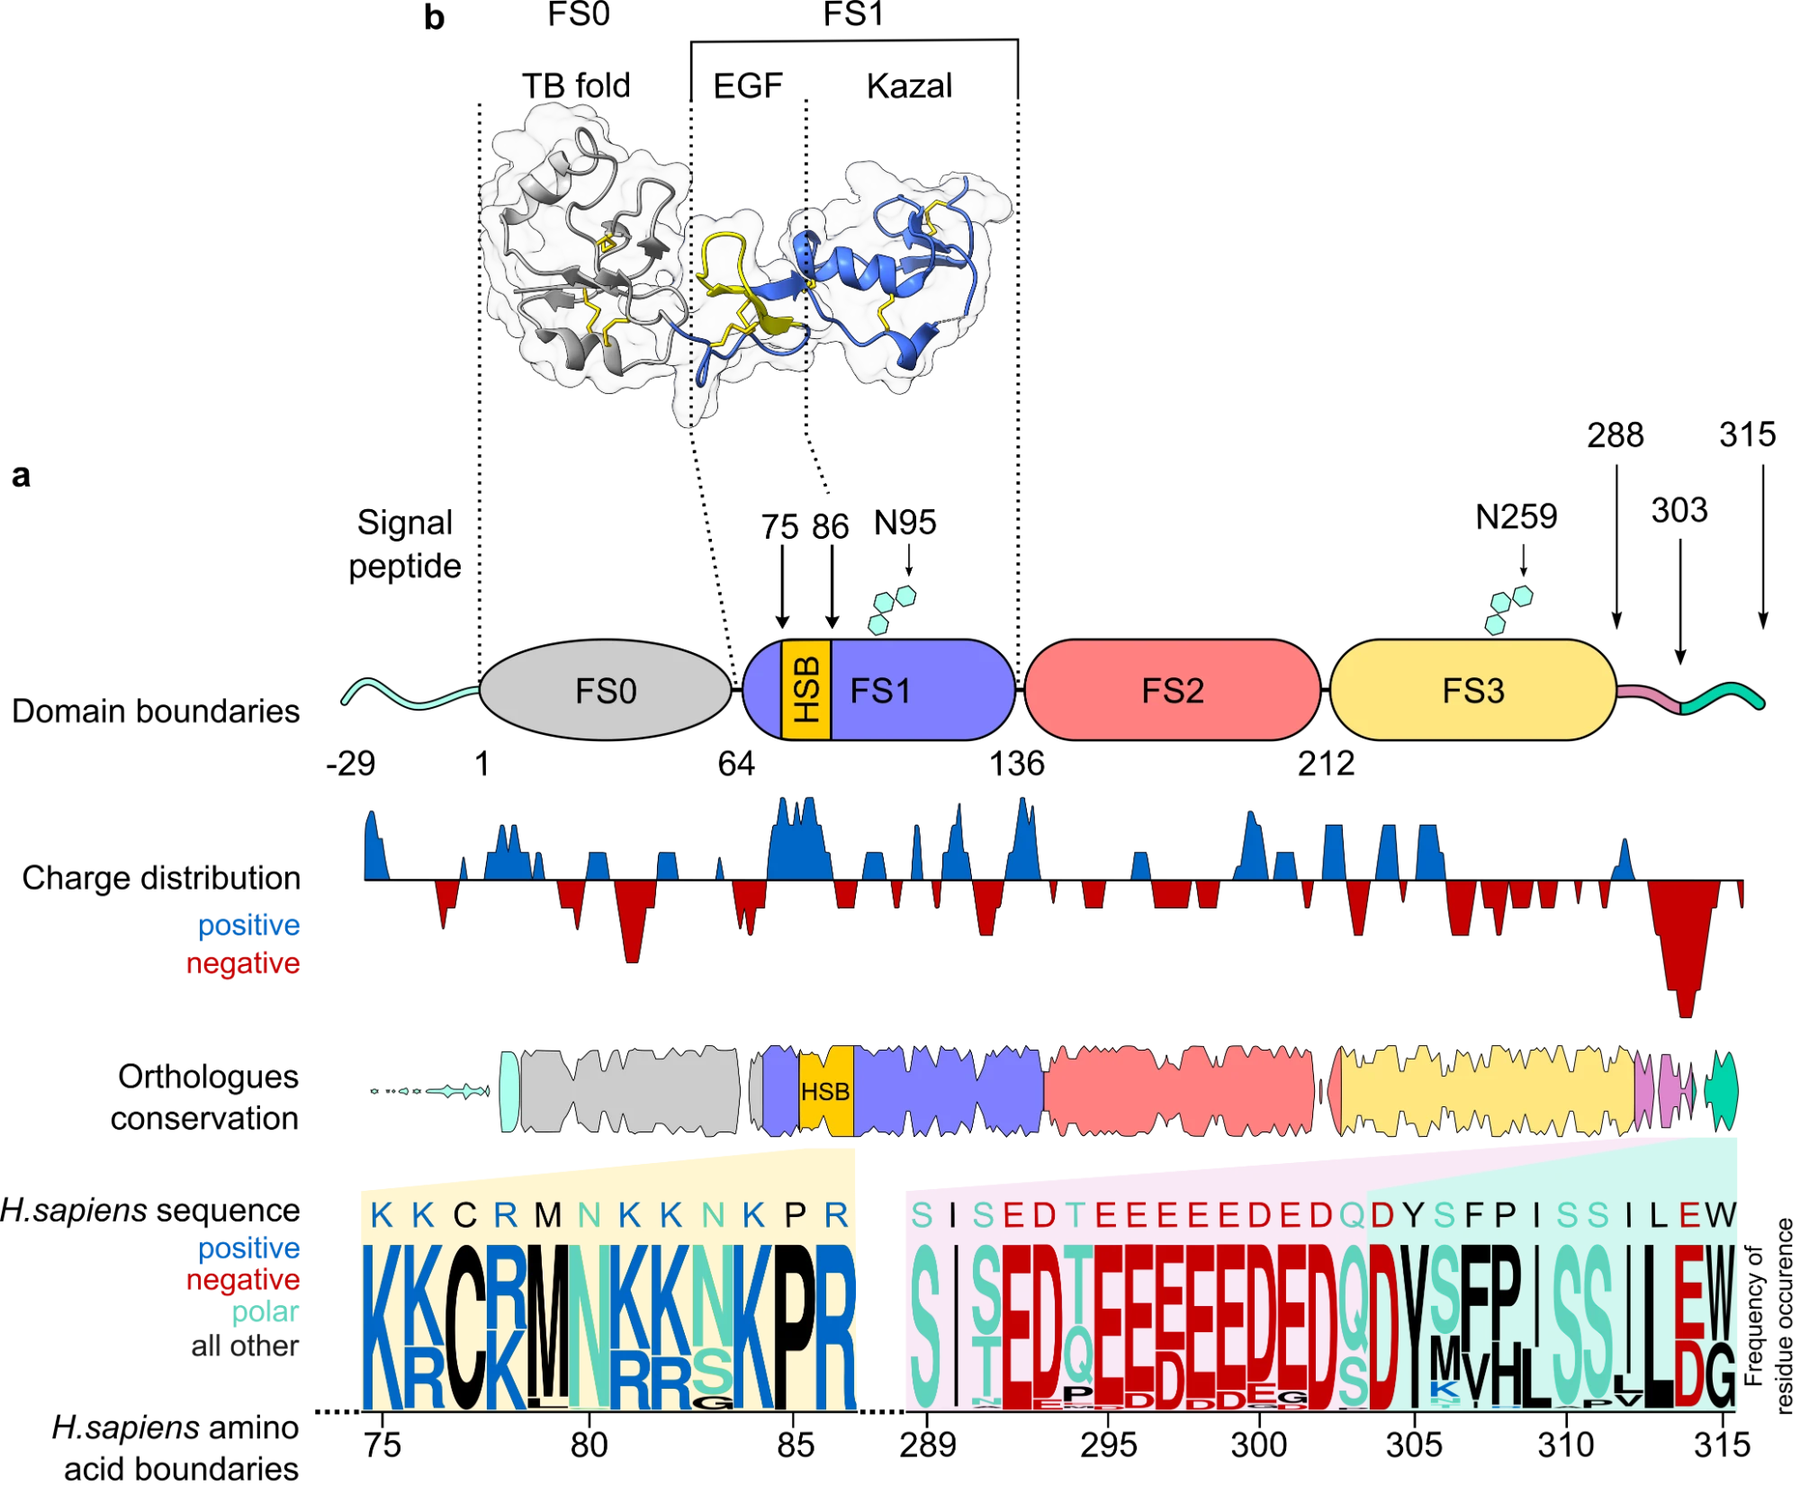 b
FS0
FS1
TB fold
EGF
Kazal
a
288
315
303
Signal
peptide
75
86
N95
N259
Domain boundaries
FS0
HSB
FS1
FS2
FS3
-29
1
64
136
212
Charge distribution
positive
negative
Orthologues
conservation
HSB
H.sapiens sequence
K K C R M N K K N K P R
S I S E D T E E E E E D E D Q D Y S F P I S S I L E W
positive
negative
polar
all other
K K C R M N K K N K P R
R K L R R S G
S I S E D T E E E E E D E D Q D Y S F P I S S I L E W
Frequency of
residue occurence
H.sapiens amino
acid boundaries
75
80
85
289
295
300
305
310
315